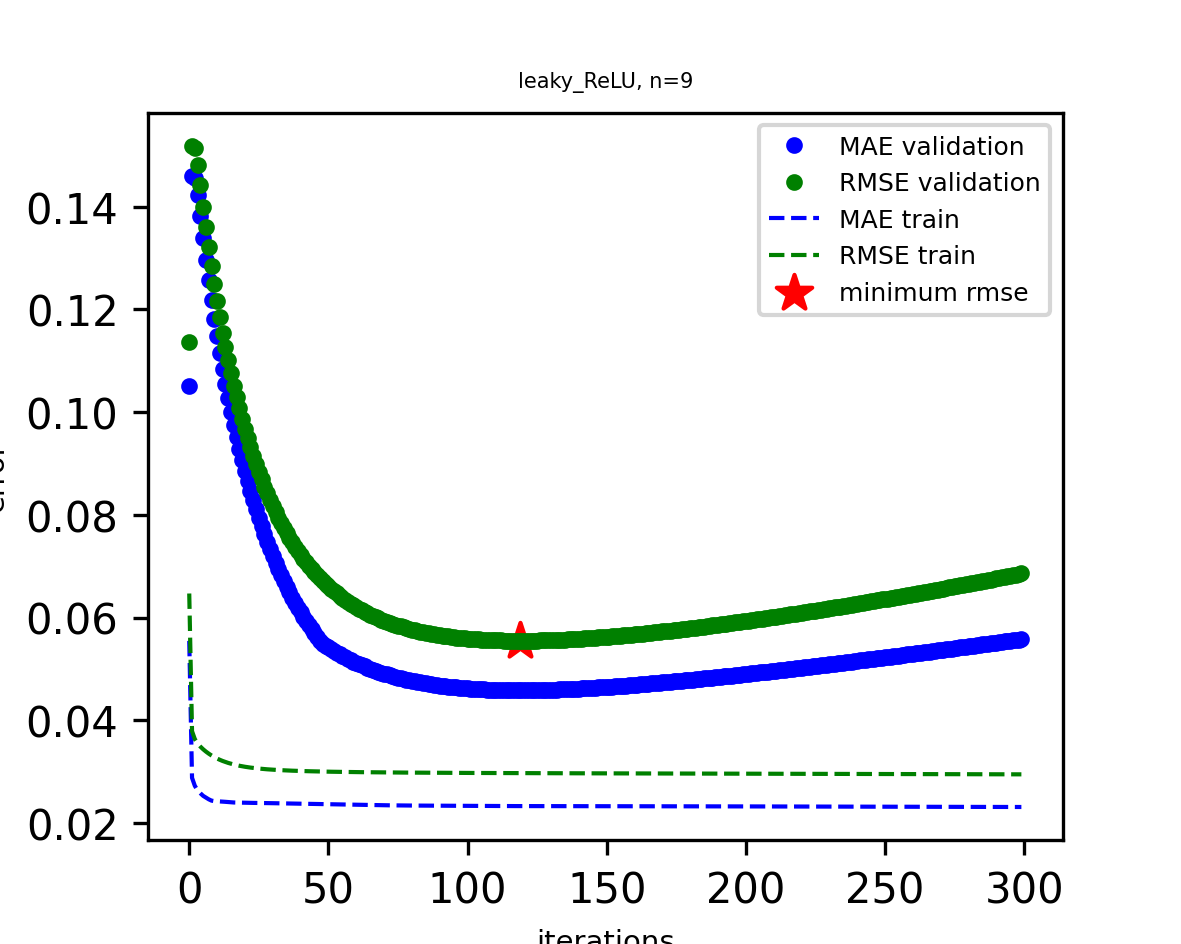 leaky_ReLU, n=9
MAE validation
RMSE validation
MAE train
RMSE train
minimum rmse
0.14
0.12
0.10
0.08
0.06
0.04
0.02
0 50 100 150 200 250 300
iterations